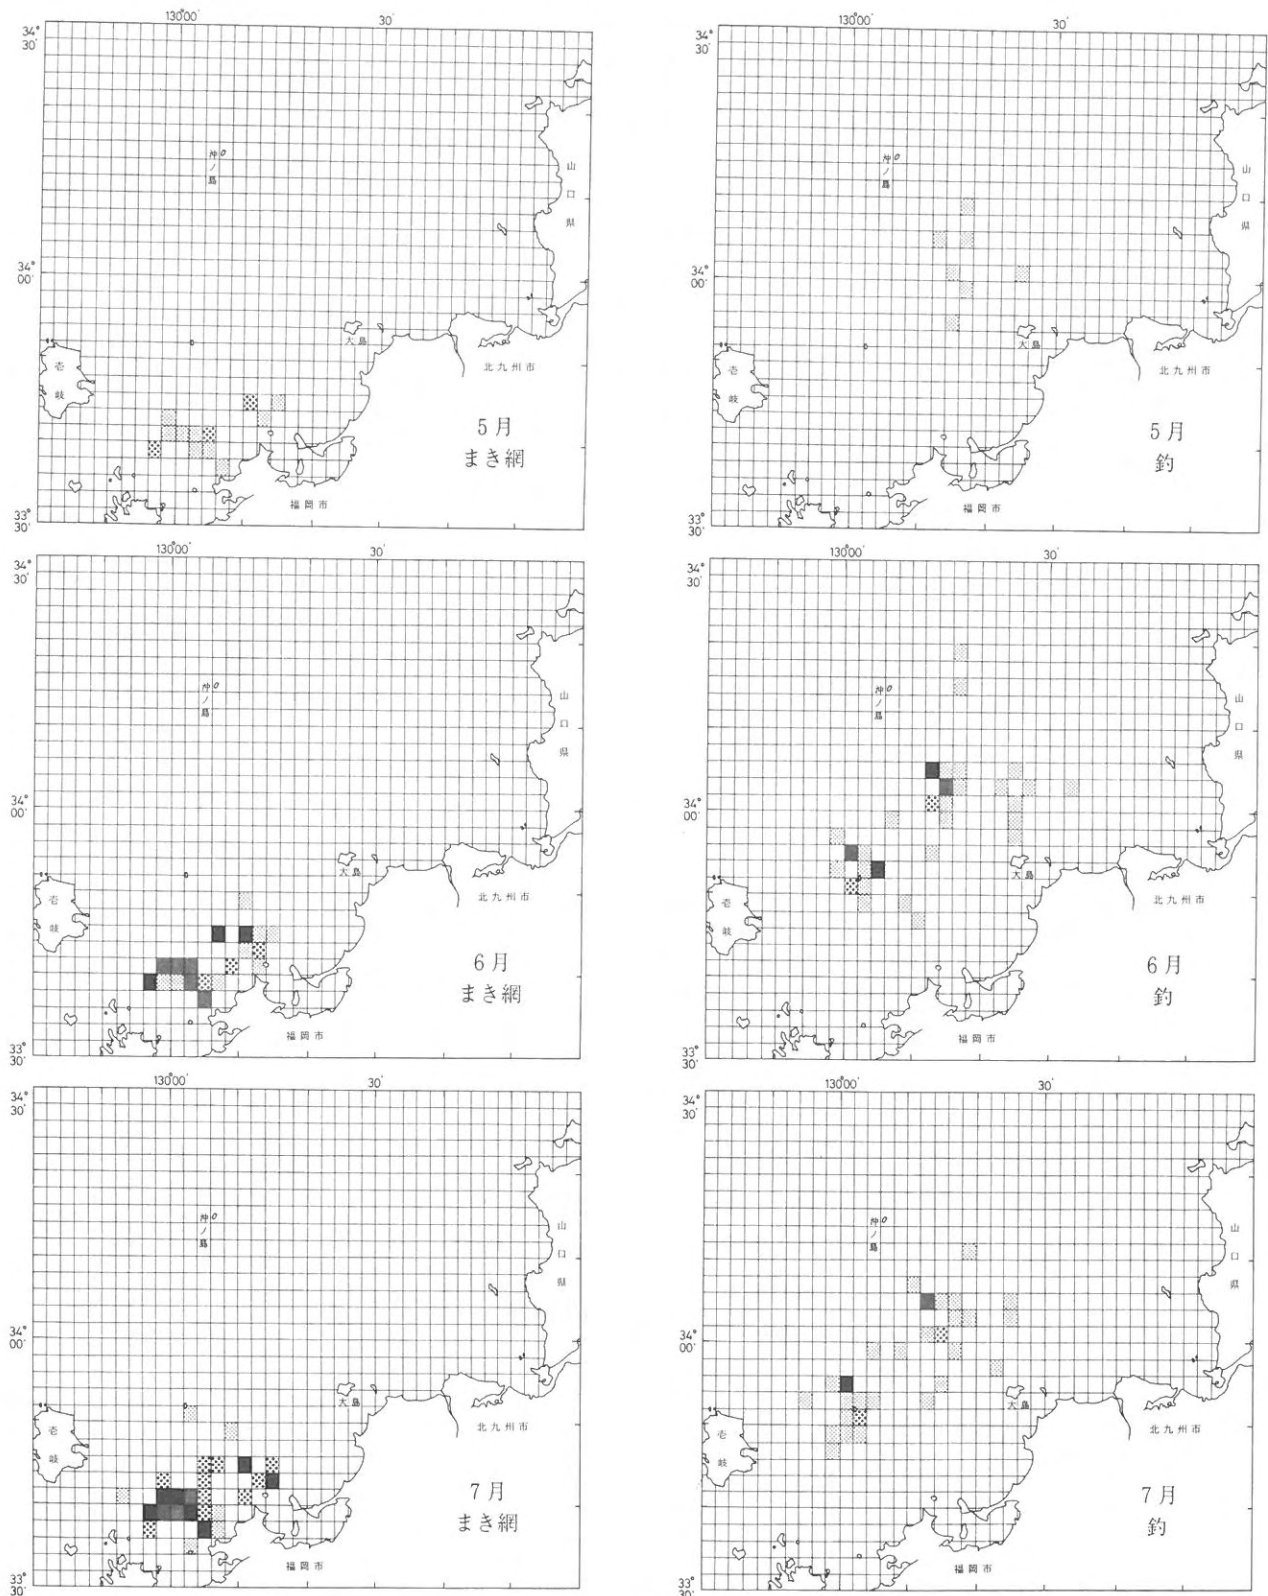 130°00′
30′
34°
30′
沖ノ島
山口県
34°
00′
大島
壱岐
北九州市
5月
まき網
福岡市
33°
30′
130°00′
30′
34°
30′
沖ノ島
山口県
34°
00′
大島
壱岐
北九州市
5月
釣
福岡市
33°
30′
130°00′
30′
34°
30′
沖ノ島
山口県
34°
00′
大島
壱岐
北九州市
6月
まき網
福岡市
33°
30′
130°00′
30′
34°
30′
沖ノ島
山口県
34°
00′
大島
壱岐
北九州市
6月
釣
福岡市
33°
30′
130°00′
30′
34°
30′
沖ノ島
山口県
34°
00′
大島
壱岐
北九州市
7月
まき網
福岡市
33°
30′
130°00′
30′
34°
30′
沖ノ島
山口県
34°
00′
大島
壱岐
北九州市
7月
釣
福岡市
33°
30′